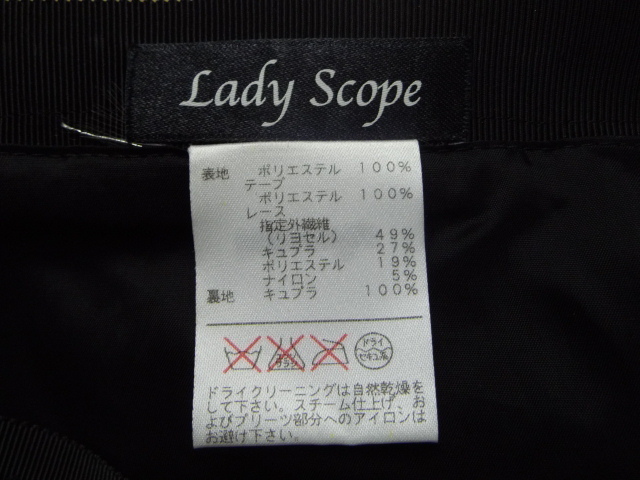 Lady Scope
表地 ポリエステル 100%
テープ
ポリエステル 100%
レース
指定外繊維
(リヨセル) 49%
キュプラ 27%
ポリエステル 19%
ナイロン 5%
裏地 キュプラ 100%
ドライ
セキユ系
ドライクリーニングは自然乾燥を
して下さい。スチーム仕上げ、お
よびプリーツ部分へのアイロンは
お避け下さい。